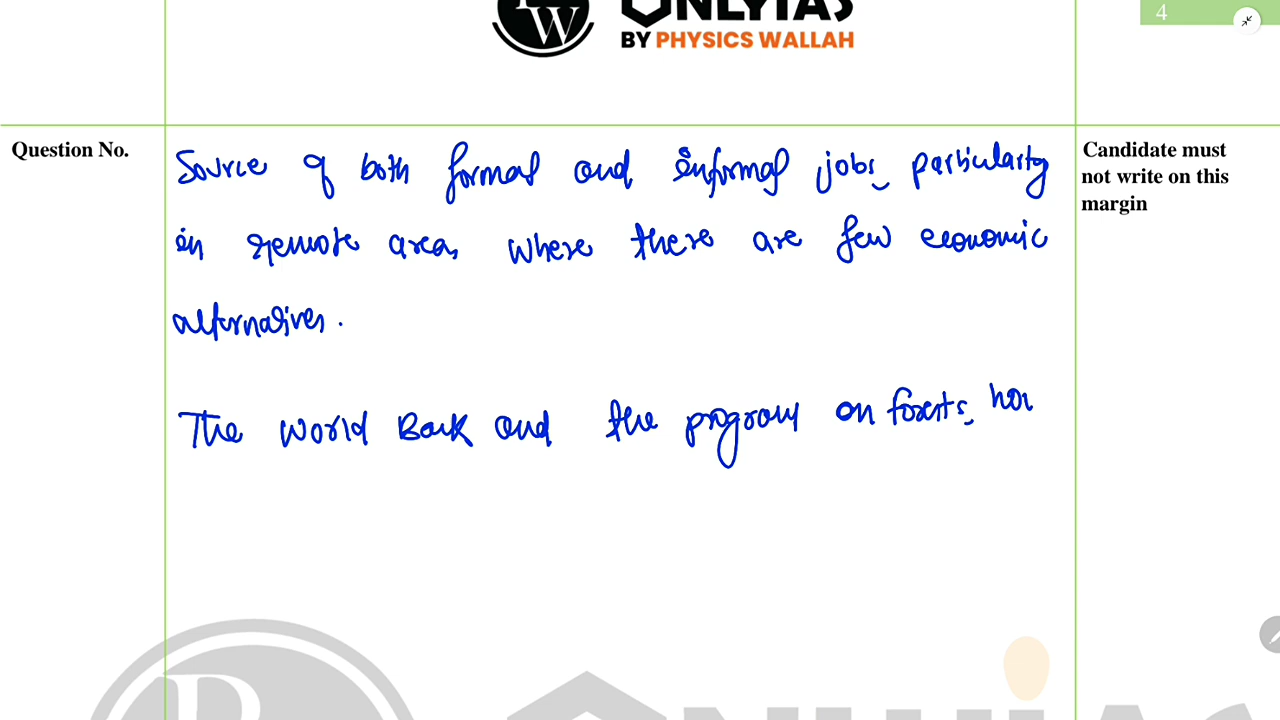 4
ONLYIAS
BY PHYSICS WALLAH
Question No.
Candidate must
not write on this
margin
Source of both formal and informal jobs, particularly
in remote areas, where there are few economic
alternatives.
The World Bank and the program on forests, hav